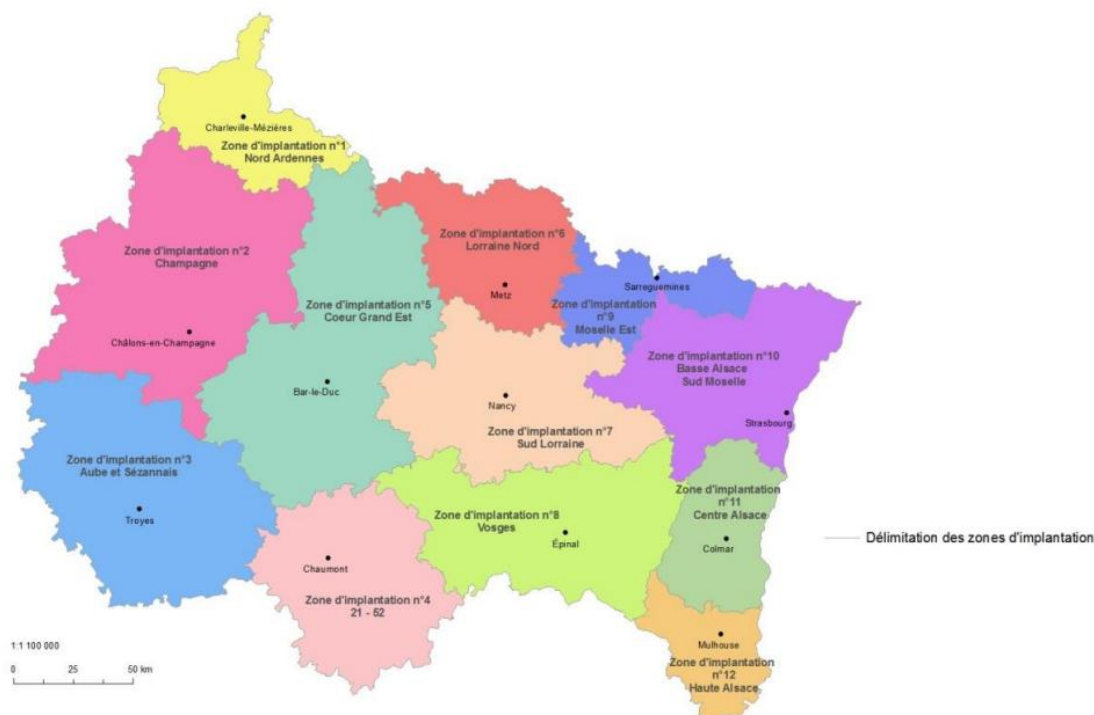 Charleville-Mézières
Zone d'implantation n°1
Nord Ardennes
Zone d'implantation n°2
Champagne
Châlons-en-Champagne
Zone d'implantation n°5
Coeur Grand Est
Bar-le-Duc
Zone d'implantation n°6
Lorraine Nord
Metz
Sarreguemines
Zone d'implantation
n°9
Moselle Est
Zone d'implantation n°10
Basse Alsace
Sud Moselle
Strasbourg
Nancy
Zone d'implantation n°7
Sud Lorraine
Zone d'implantation n°3
Aube et Sézannais
Troyes
Zone d'implantation n°8
Vosges
Épinal
Zone d'implantation
n°11
Centre Alsace
Colmar
Chaumont
Zone d'implantation n°4
21 - 52
Mulhouse
Zone d'implantation
n°12
Haute Alsace
Délimitation des zones d'implantation
1:1 100 000
0 25 50 km